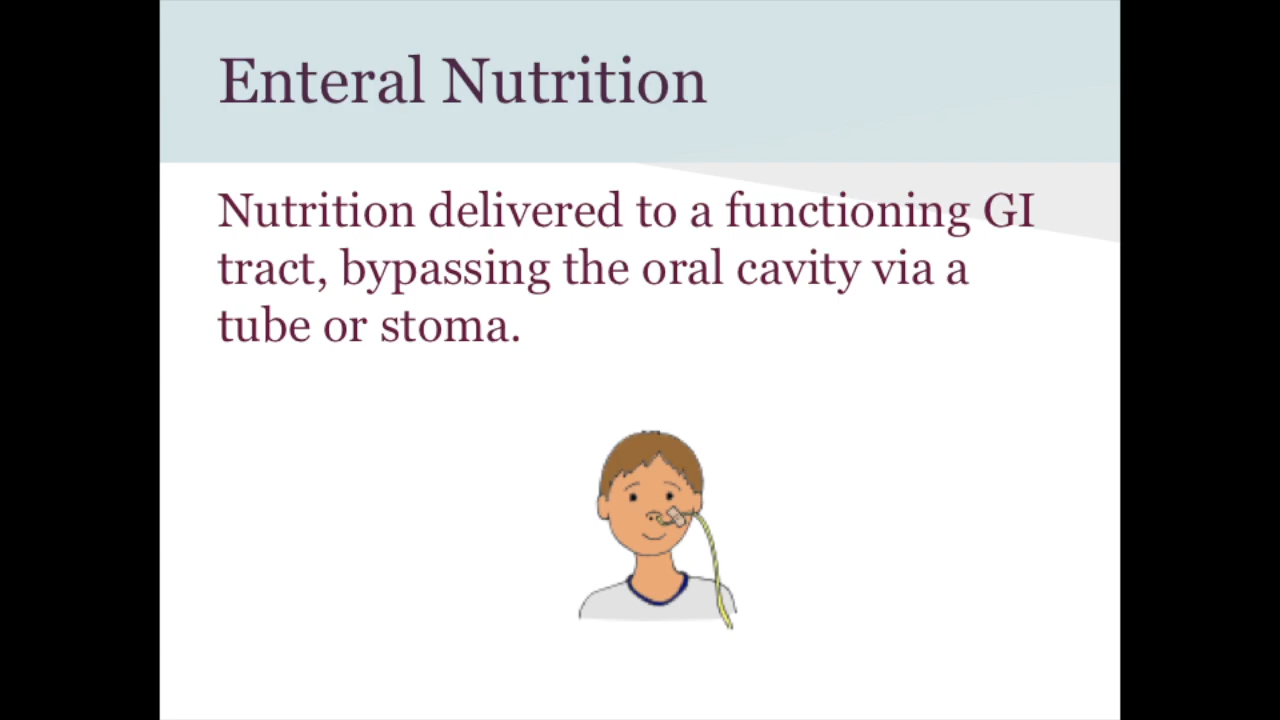 Enteral Nutrition
Nutrition delivered to a functioning GI
tract, bypassing the oral cavity via a
tube or stoma.